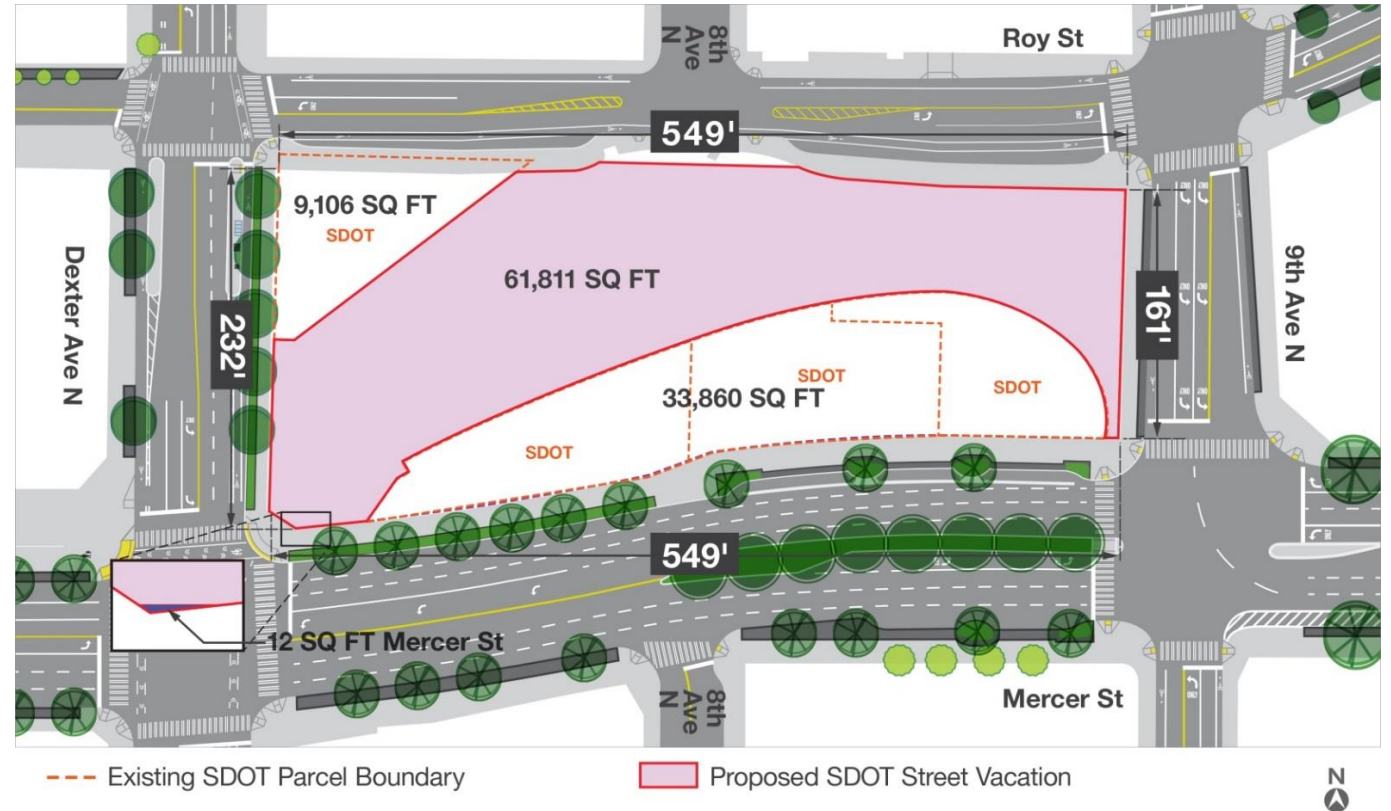 8th
Ave
N
Roy St
549'
9,106 SQ FT
SDOT
61,811 SQ FT
Dexter Ave N
232'
161'
9th Ave N
SDOT
33,860 SQ FT
SDOT
SDOT
549'
12 SQ FT Mercer St
8th
Ave
N
Mercer St
Existing SDOT Parcel Boundary
Proposed SDOT Street Vacation
N